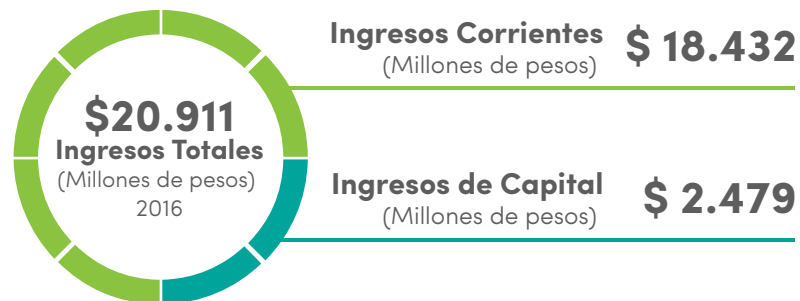 $20.911
Ingresos Totales
(Millones de pesos)
2016
Ingresos Corrientes
(Millones de pesos)
$ 18.432
Ingresos de Capital
(Millones de pesos)
$ 2.479